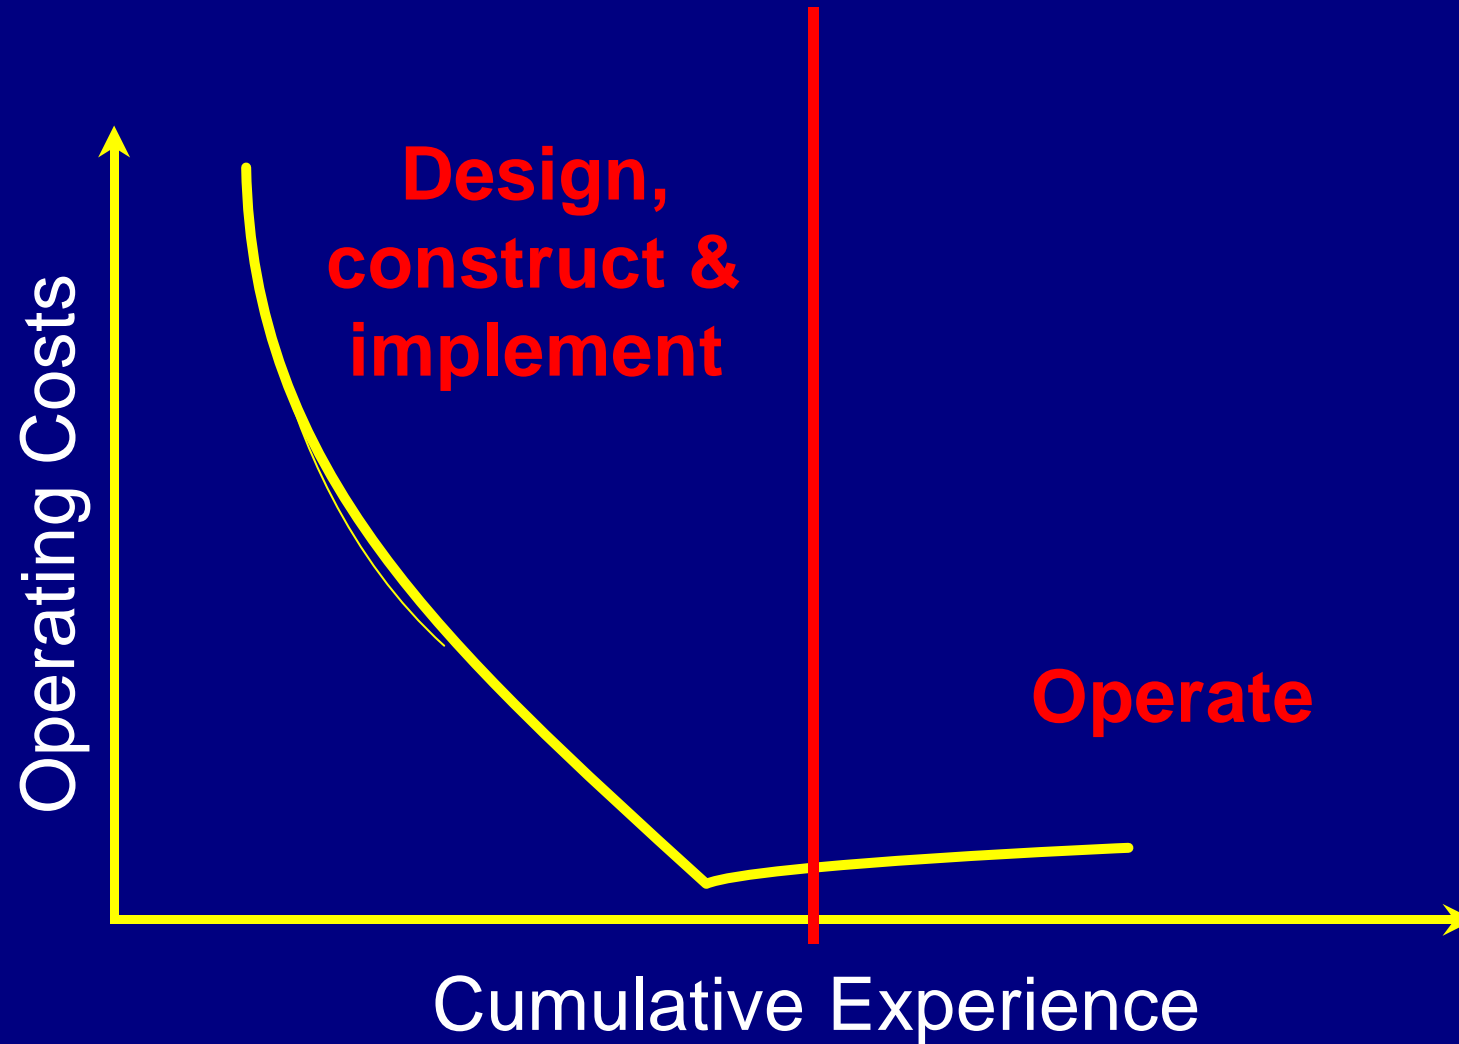 Design,
construct &
implement
Operating Costs
Operate
Cumulative Experience